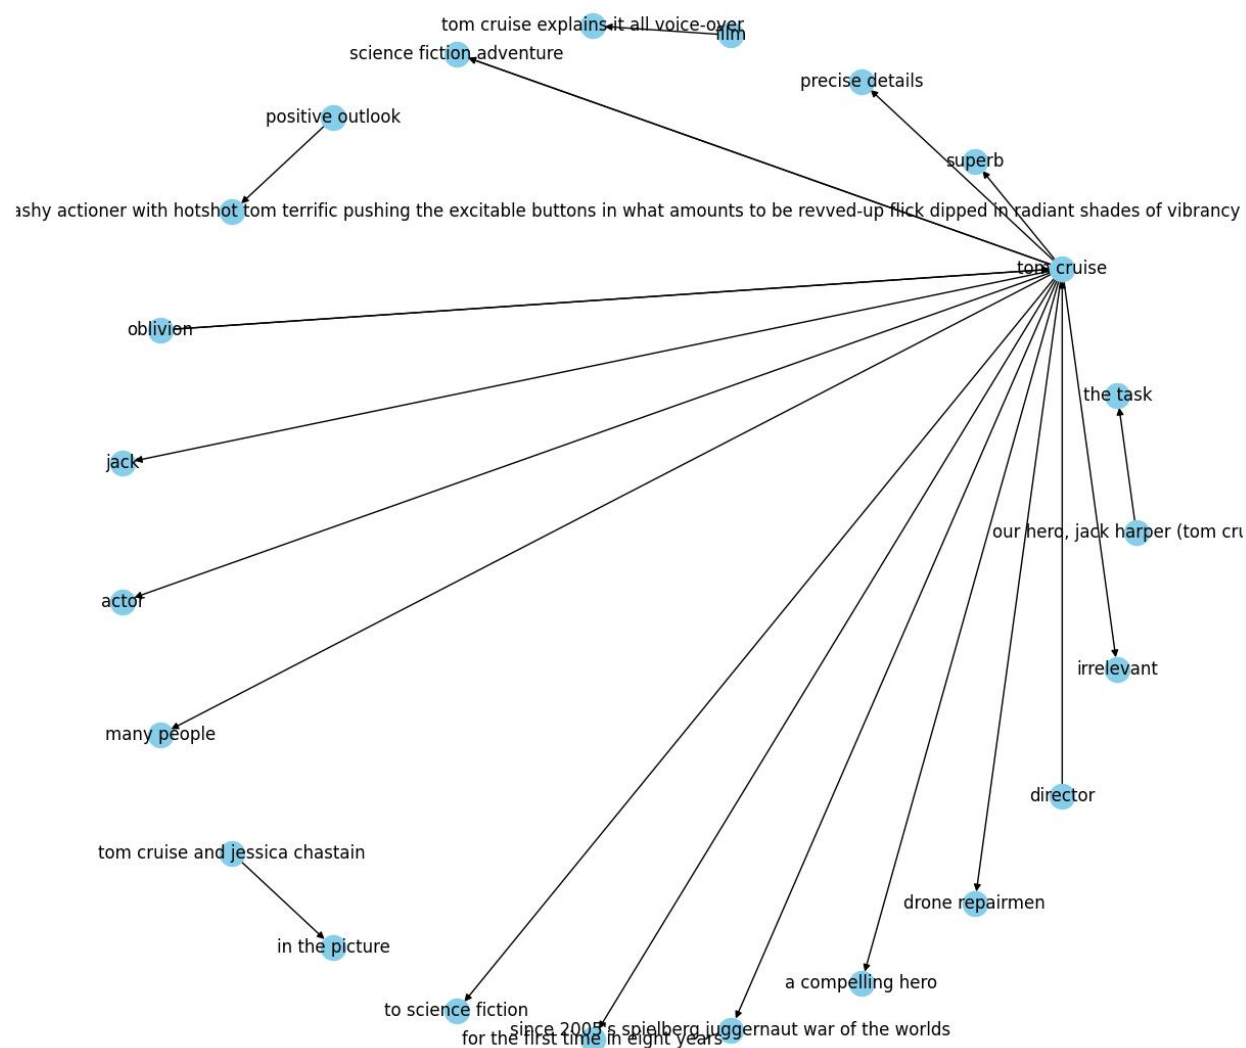 tom cruise explains it all voice-over
film
science fiction adventure
precise details
positive outlook
superb
actioner with hotshot tom terrific pushing the excitable buttons in what amounts to be revved-up flick dipped in radiant shades of vibrancy
tom cruise
oblivion
the task
jack
our hero, jack harper (tom
actor
irrelevant
many people
director
tom cruise and jessica chastain
drone repairmen
in the picture
a compelling hero
to science fiction
since 2005's spielberg juggernaut war of the worlds
for the first time in eight years